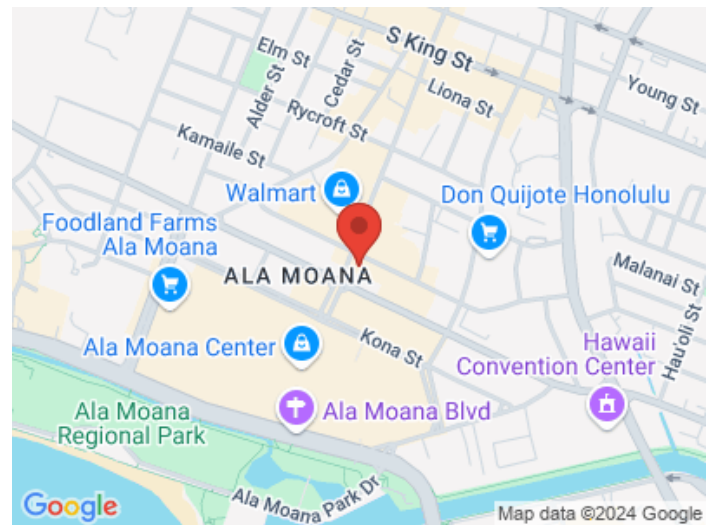 S King St
Elm St
Cedar St
Alder St
Liona St
Young St
Rycroft St
Kamaile St
Walmart
Don Quijote Honolulu
Foodland Farms
Ala Moana
ALA MOANA
Malanai St
Hau'oli St
Ala Moana Center
Kona St
Hawaii
Convention Center
Ala Moana
Regional Park
Ala Moana Blvd
Ala Moana Park Dr
Google
Map data ©2024 Google